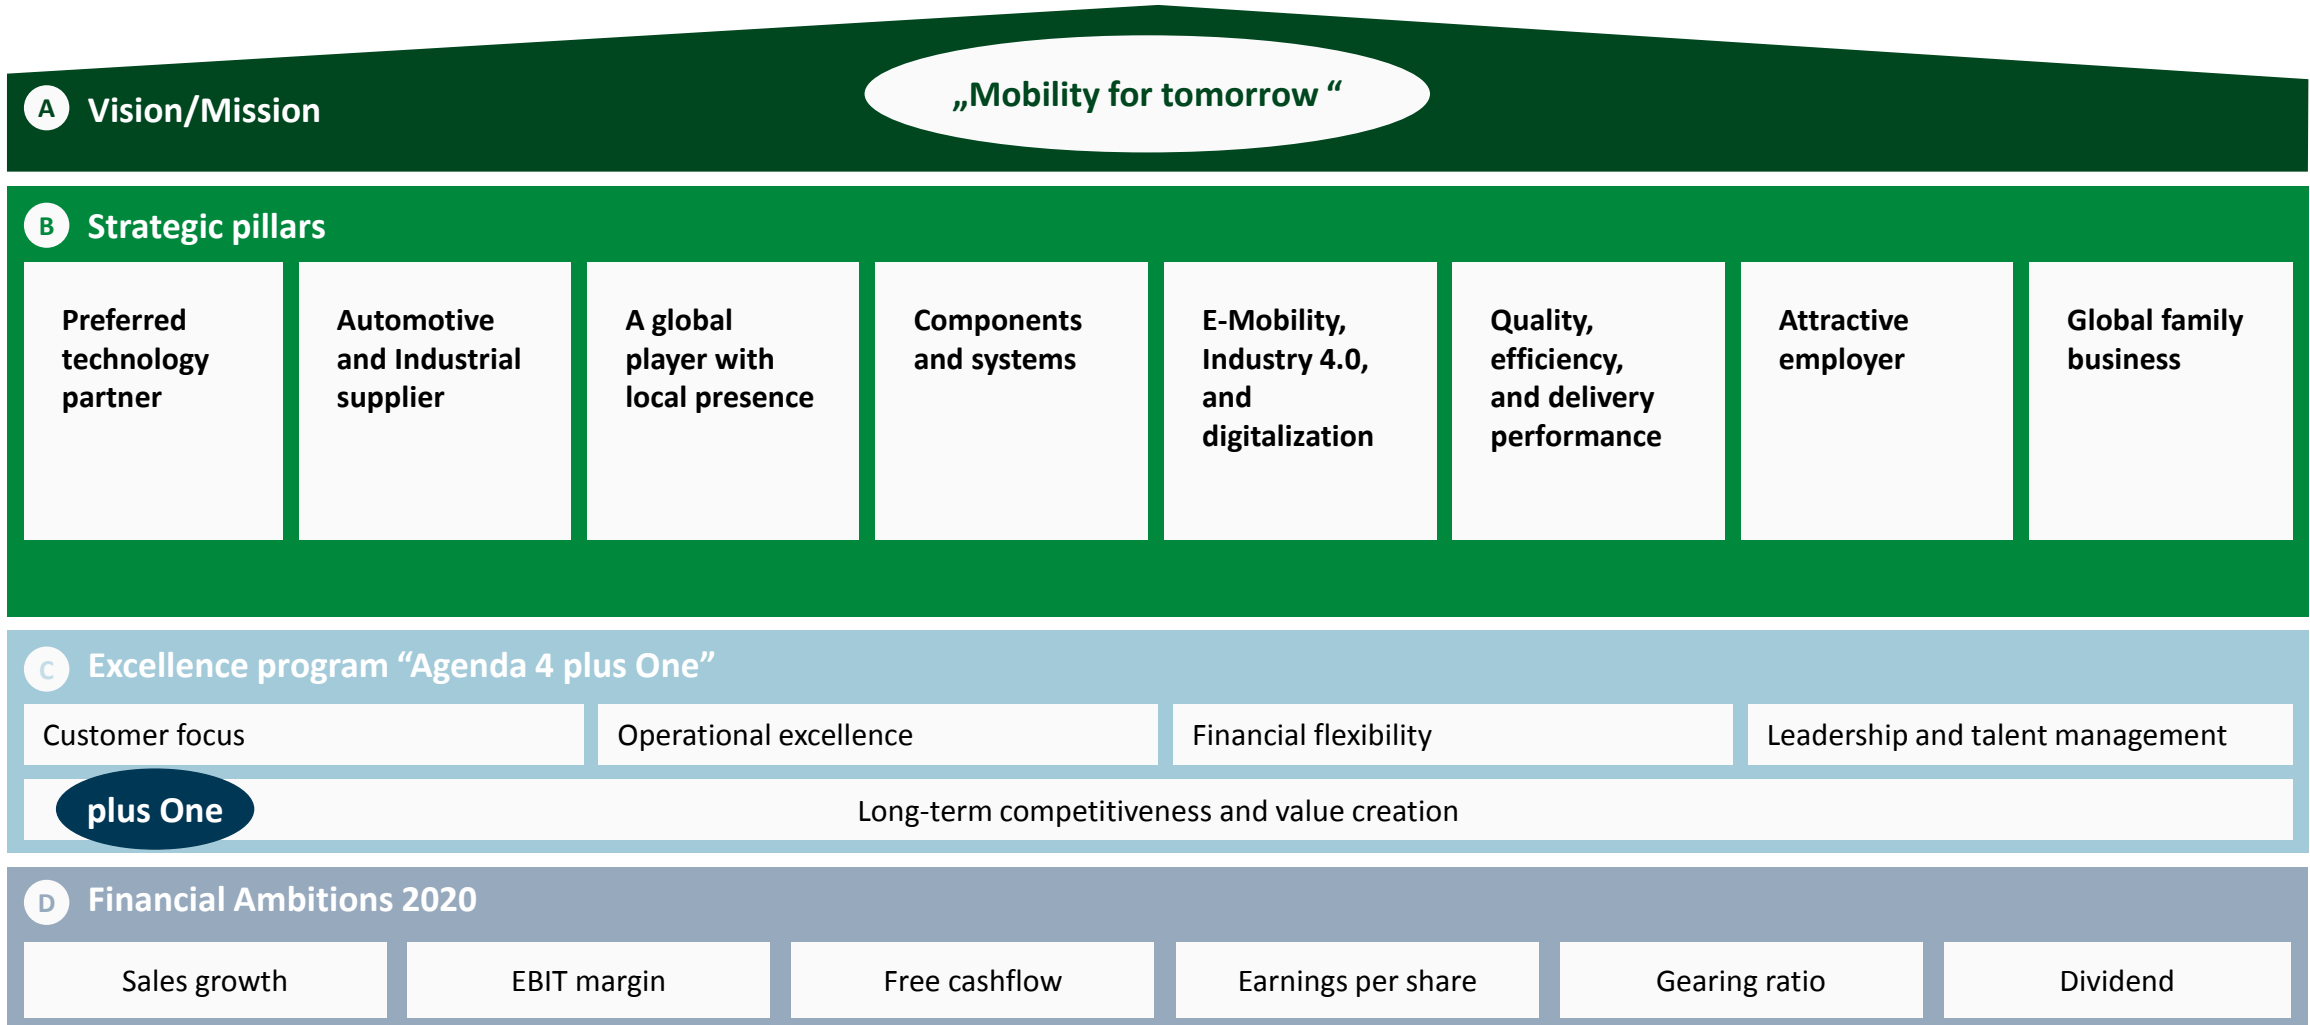 A Vision/Mission
„Mobility for tomorrow “
B Strategic pillars
Preferred
technology
partner
Automotive
and Industrial
supplier
A global
player with
local presence
Components
and systems
E-Mobility,
Industry 4.0,
and
digitalization
Quality,
efficiency,
and delivery
performance
Attractive
employer
Global family
business
C Excellence program “Agenda 4 plus One”
Customer focus
Operational excellence
Financial flexibility
Leadership and talent management
plus One
Long-term competitiveness and value creation
D Financial Ambitions 2020
Sales growth
EBIT margin
Free cashflow
Earnings per share
Gearing ratio
Dividend